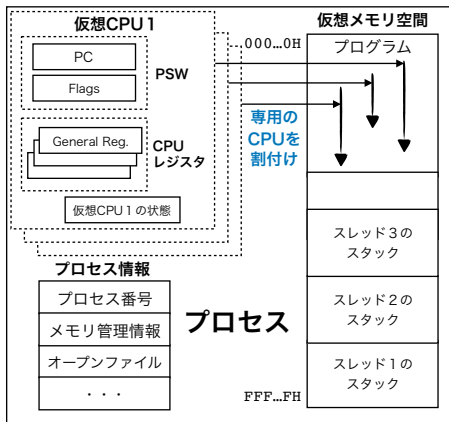 仮想CPU1
PC
Flags
PSW
General Reg.
CPU
レジスタ
仮想CPU1の状態
プロセス情報
プロセス番号
メモリ管理情報
オープンファイル
・・・
プロセス
専用の
CPUを
割付け
仮想メモリ空間
000…0H
プログラム
スレッド3の
スタック
スレッド2の
スタック
スレッド1の
スタック
FFF…FH